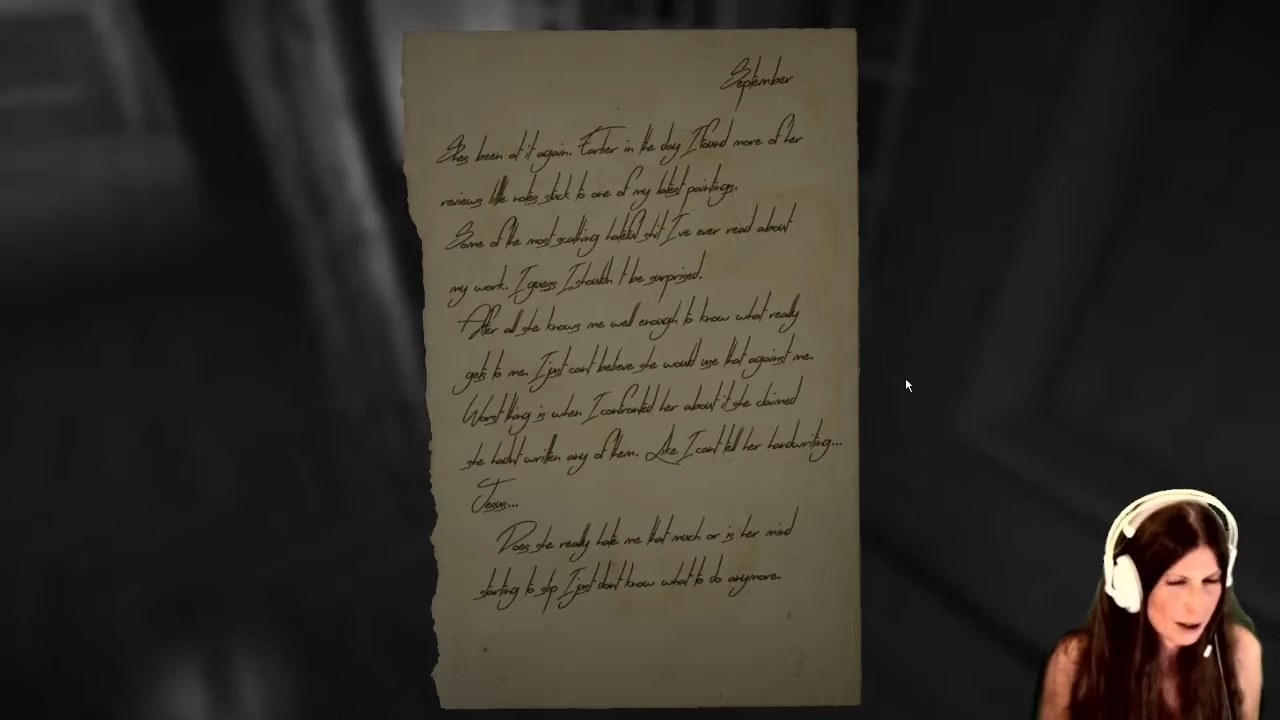 September
Shes been at it again. Earlier in the day I found more of her
reviews little notes stuck to one of my latest paintings.
Some of the most scathing hateful shit I've ever read about
my work. I guess I shouldn t be surprised.
After all she knows me well enough to know what really
gets to me. I just cant believe she would use that against me.
Worst thing is when I confronted her about it she claimed
she hadnt written any of them. Like I cant tell her handwriting...
Jesus...
Does she really hate me that much or is her mind
starting to slip I just dont know what to do anymore.